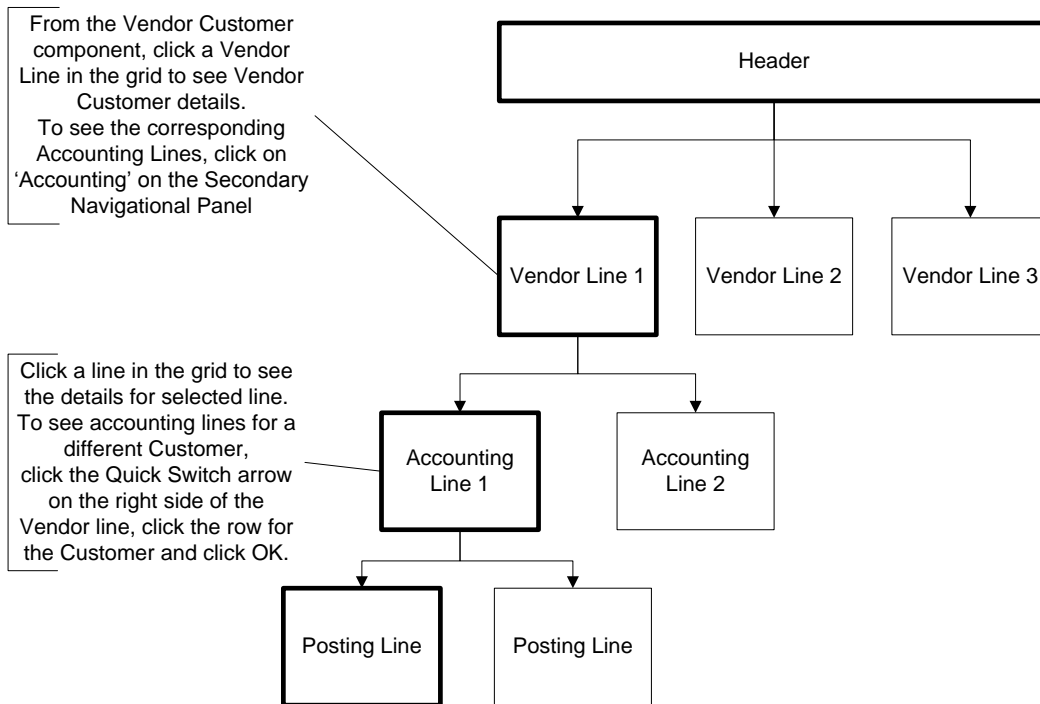 From the Vendor Customer
component, click a Vendor
Line in the grid to see Vendor
Customer details.
To see the corresponding
Accounting Lines, click on
‘Accounting’ on the Secondary
Navigational Panel
Header
Vendor Line 1
Vendor Line 2
Vendor Line 3
Click a line in the grid to see
the details for selected line.
To see accounting lines for a
different Customer,
click the Quick Switch arrow
on the right side of the
Vendor line, click the row for
the Customer and click OK.
Accounting
Line 1
Accounting
Line 2
Posting Line
Posting Line